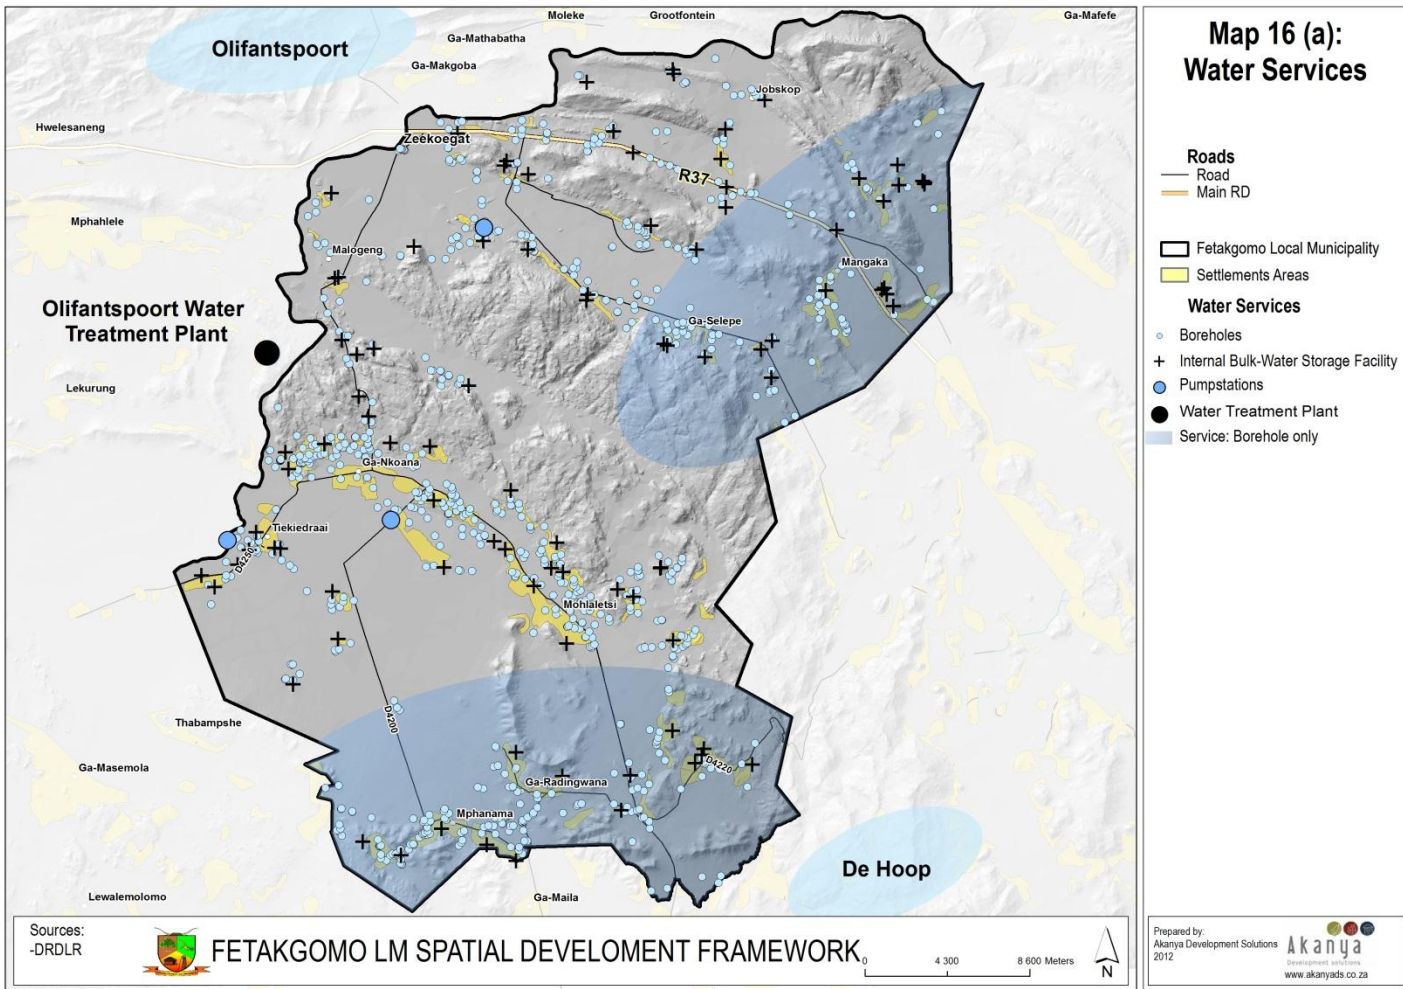 Moleke
Grootfontein
Ga-Mafefe
Olifantspoort
Ga-Mathabatha
Ga-Makgoba
Jobskop
Hwelesaneng
Zeekoegat
R37
Mphahlele
Malogeng
Mangaka
Olifantspoort Water
Treatment Plant
Ga-Selepe
Lekurung
Ga-Nkoana
Tiekiedraai
D4250
Mohlaletsi
D4200
Thabampshe
Ga-Masemola
D4220
Ga-Radingwana
Mphanama
De Hoop
Lewalemolomo
Ga-Maila
Map 16 (a):
Water Services
Roads
Road
Main RD
Fetakgomo Local Municipality
Settlements Areas
Water Services
Boreholes
Internal Bulk-Water Storage Facility
Pumpstations
Water Treatment Plant
Service: Borehole only
Sources:
-DRDLR
FETAKGOMO LM SPATIAL DEVELOMENT FRAMEWORK
0 4 300 8 600 Meters
N
Prepared by:
Akanya Development Solutions
2012
Akanya
Development solutions
www.akanyads.co.za